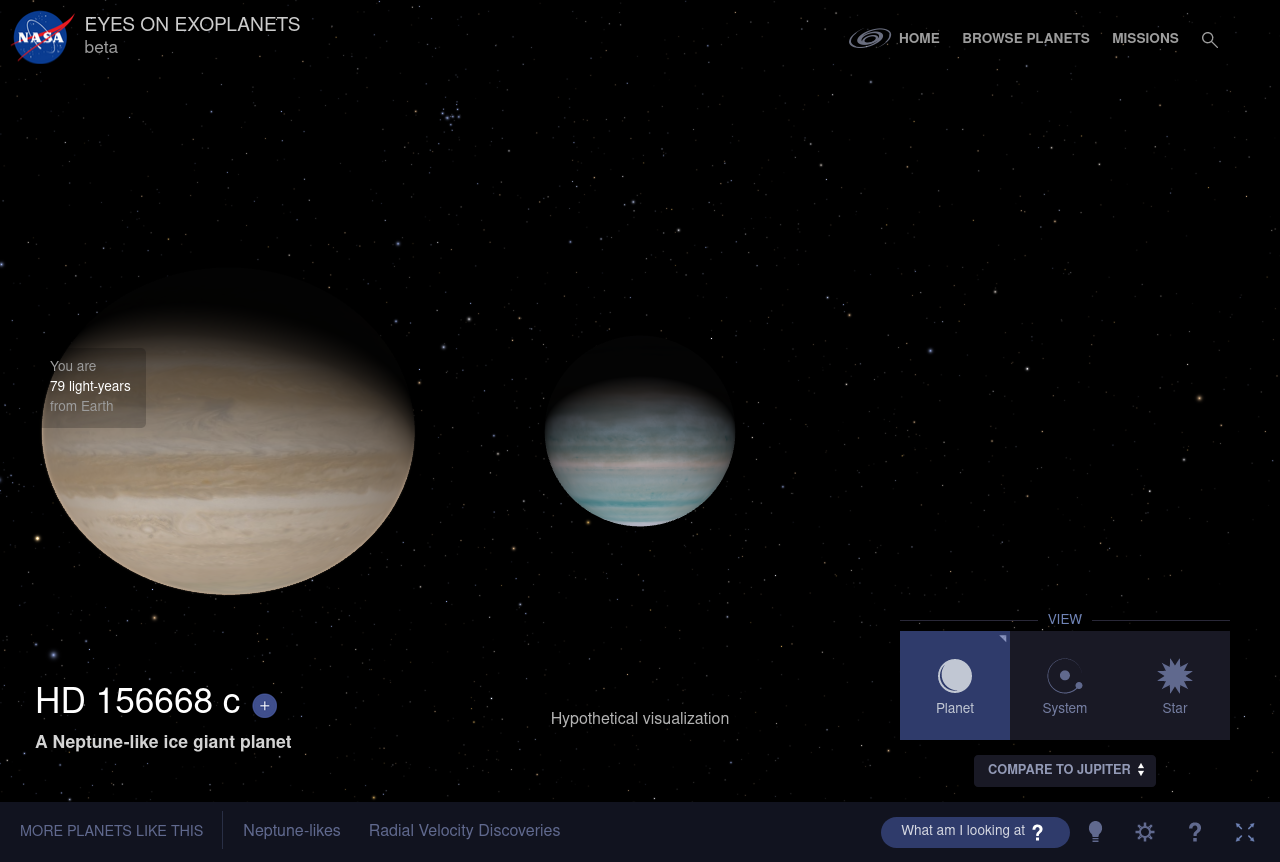 NASA
EYES ON EXOPLANETS
beta
HOME
BROWSE PLANETS
MISSIONS
You are
79 light-years
from Earth
HD 156668 c +
A Neptune-like ice giant planet
Hypothetical visualization
VIEW
Planet
System
Star
COMPARE TO JUPITER
MORE PLANETS LIKE THIS
Neptune-likes
Radial Velocity Discoveries
What am I looking at ?
?